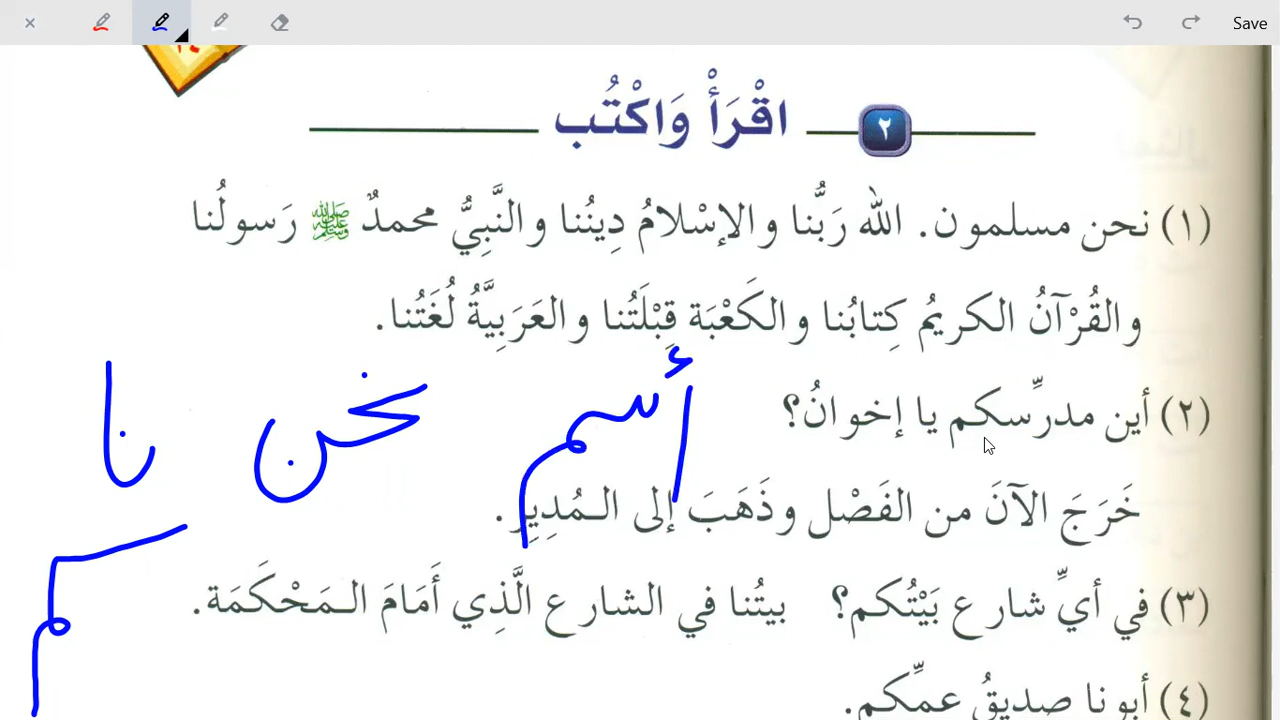 Save
اقْرَأْ وَاكْتُب
٢
(١) نحن مسلمون. الله رَبُّنا والإسْلامُ دِينُنا والنَّبِيُّ محمدٌ ﷺ رَسولُنا
والقُرْآنُ الكريمُ كِتابُنا والكَعْبَة قِبْلَتُنا والعَرَبِيَّةُ لُغَتُنا.
(٢) أين مدرِّسكم يا إخوانُ؟
خَرَجَ الآنَ من الفَصْل وذَهَبَ إلى الـمُدِيرِ.
(٣) في أيِّ شارع بَيْتُكم؟ بيتُنا في الشارع الَّذِي أَمَامَ الـمَحْكَمَة.
(٤) أبونا صديقُ عمِّكم.
أسم نحن نا
كم